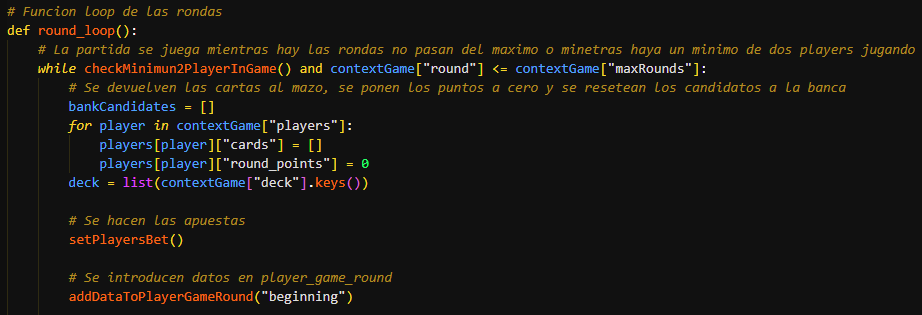 # Funcion loop de las rondas
def round_loop():
    # La partida se juega mientras hay las rondas no pasan del maximo o minetras haya un minimo de dos players jugando
    while checkMinimun2PlayerInGame() and contextGame["round"] <= contextGame["maxRounds"]:
        # Se devuelven las cartas al mazo, se ponen los puntos a cero y se resetean los candidatos a la banca
        bankCandidates = []
        for player in contextGame["players"]:
            players[player]["cards"] = []
            players[player]["round_points"] = 0
        deck = list(contextGame["deck"].keys())

        # Se hacen las apuestas
        setPlayersBet()

        # Se introducen datos en player_game_round
        addDataToPlayerGameRound("beginning")